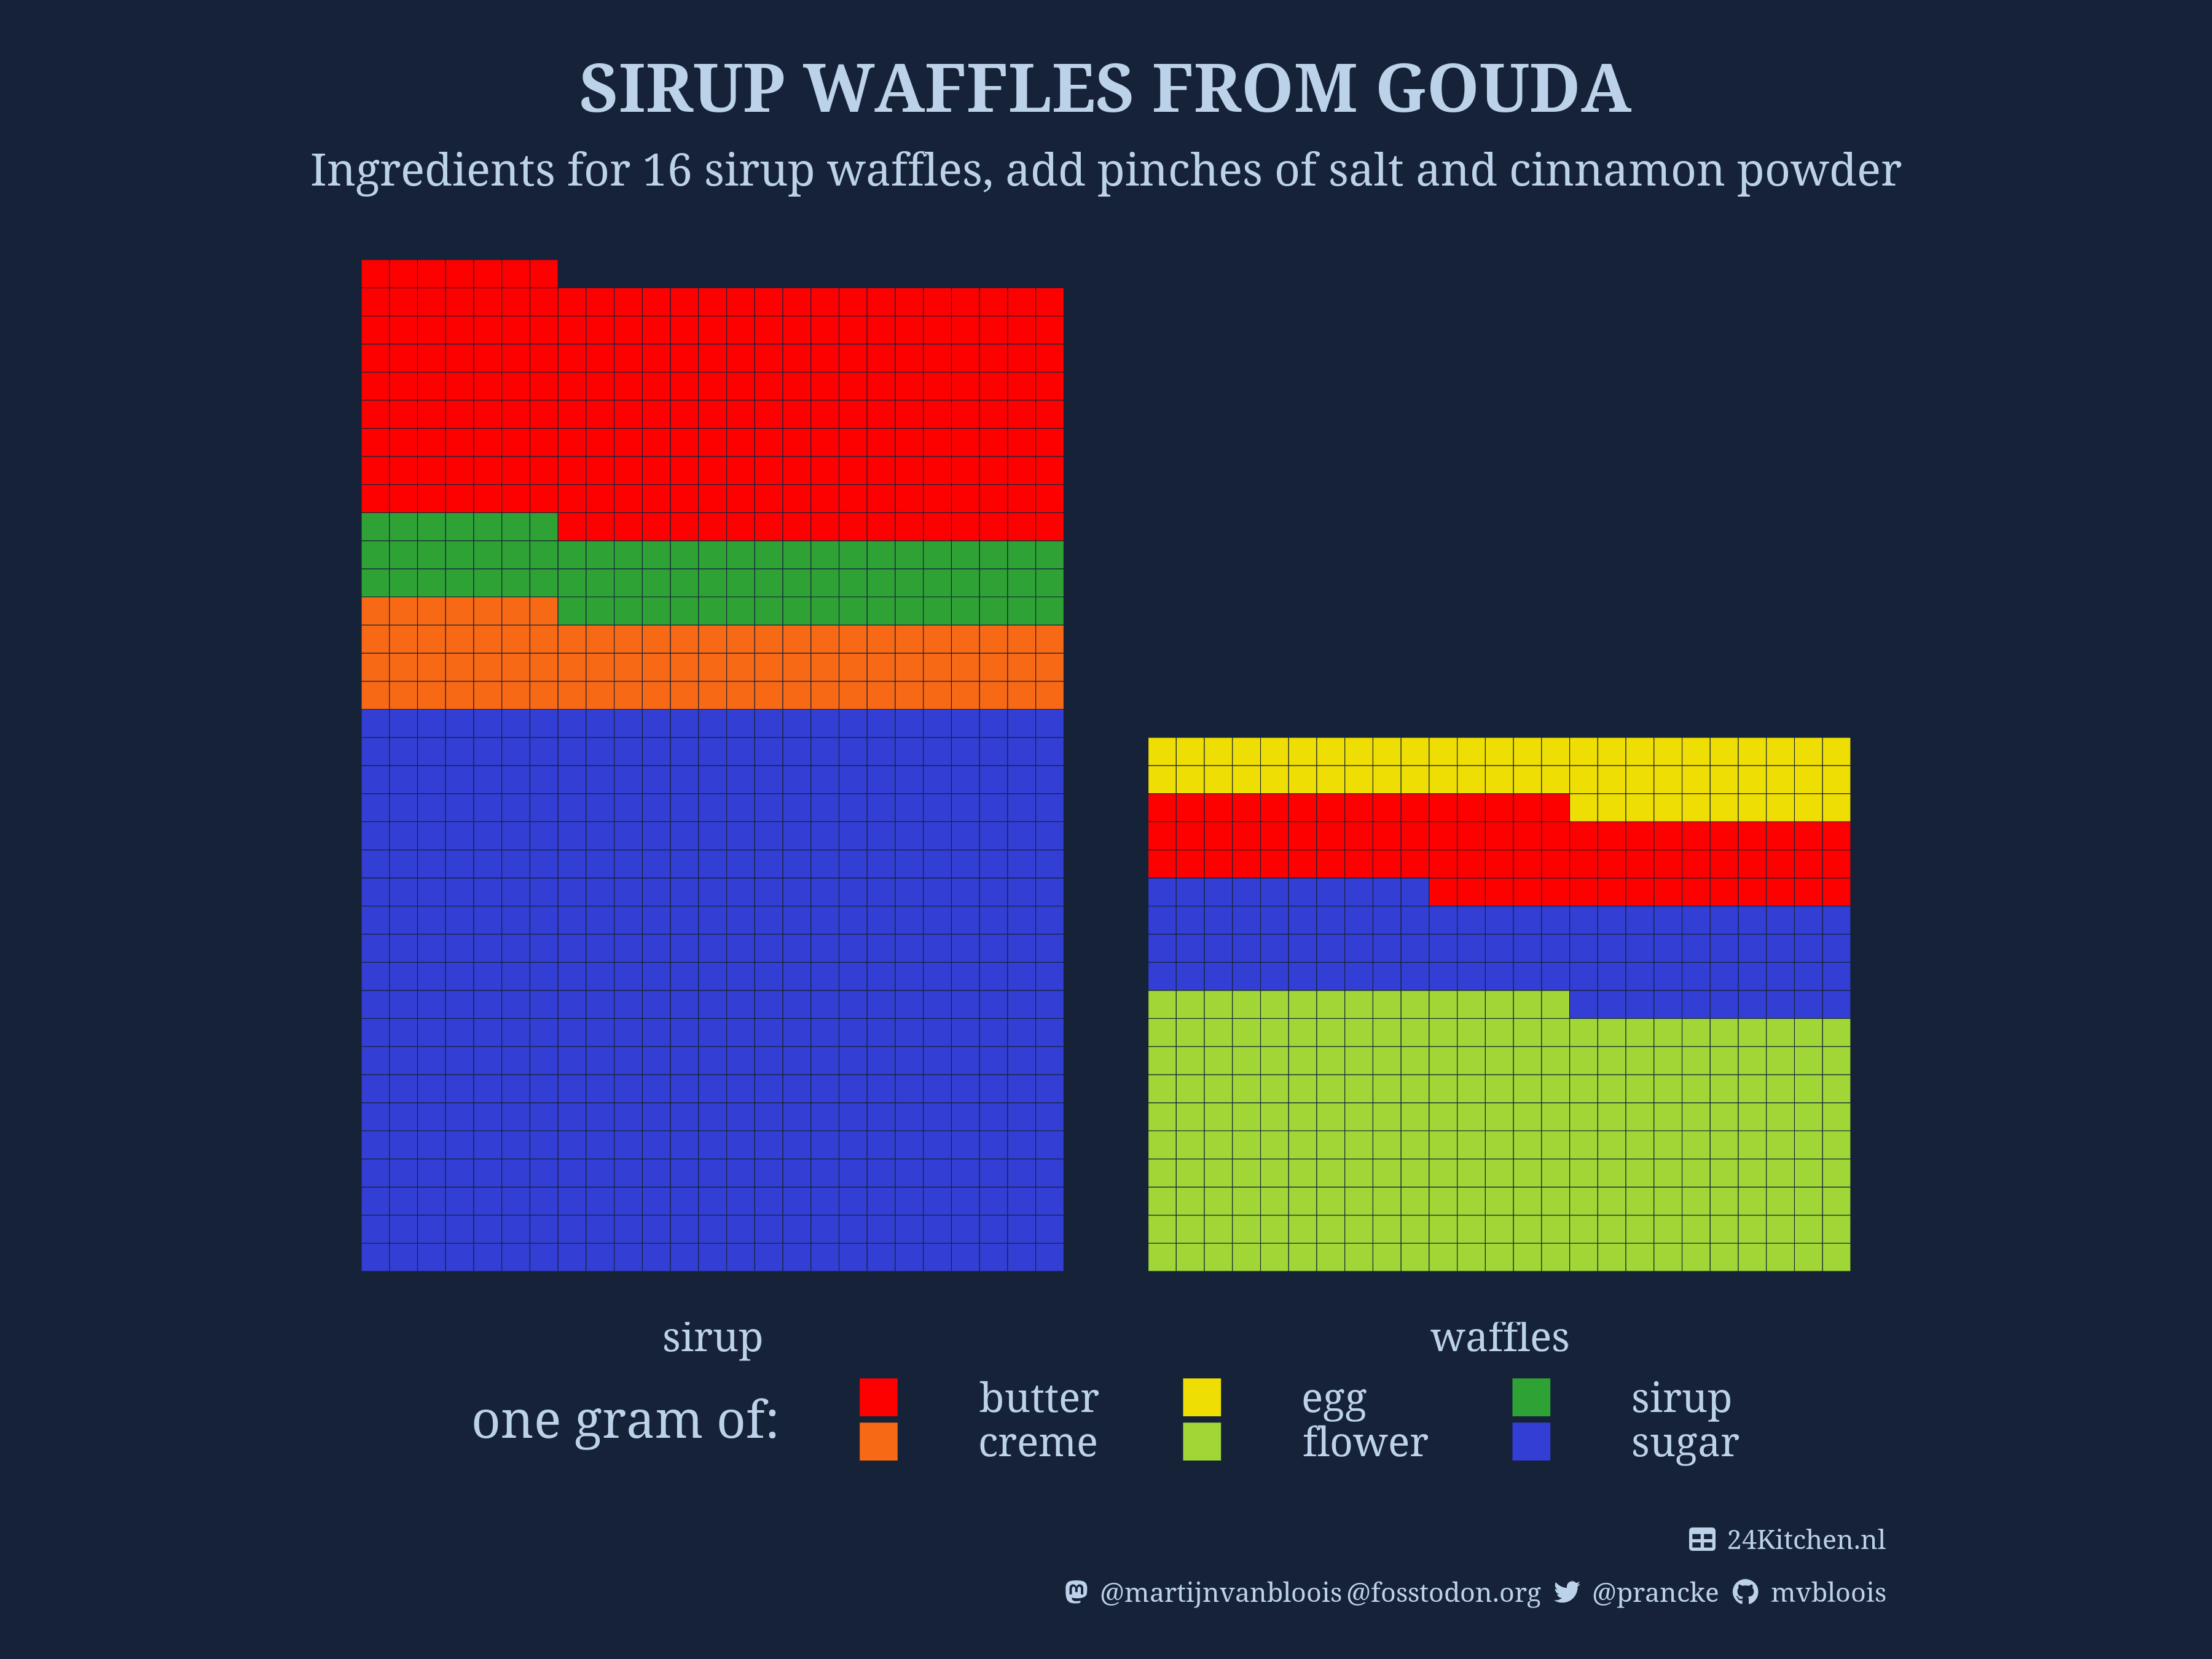 SIRUP WAFFLES FROM GOUDA
Ingredients for 16 sirup waffles, add pinches of salt and cinnamon powder
sirup waffles
one gram of:
butter egg sirup
creme flower sugar
24Kitchen.nl
@martijnvanbloois@fosstodon.org @prancke mvbloois